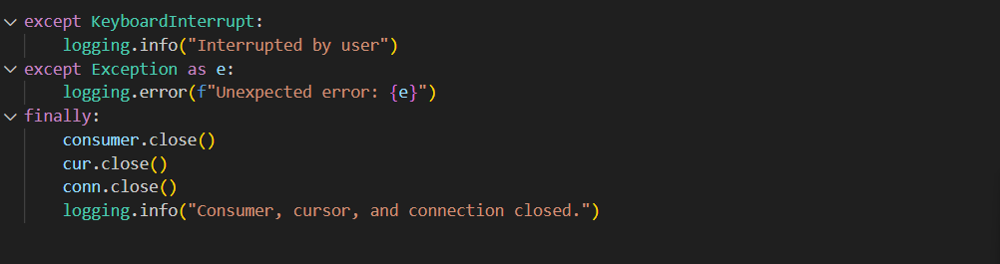 except KeyboardInterrupt:
    logging.info("Interrupted by user")
except Exception as e:
    logging.error(f"Unexpected error: {e}")
finally:
    consumer.close()
    cur.close()
    conn.close()
    logging.info("Consumer, cursor, and connection closed.")